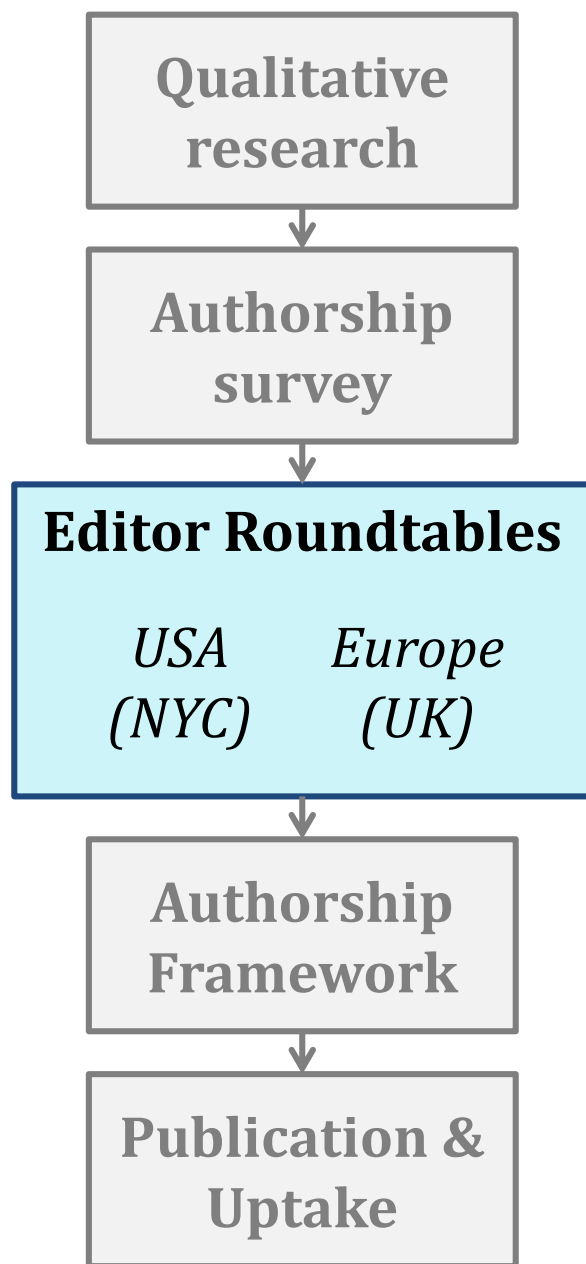 Qualitative
research
Authorship
survey
Editor Roundtables
USA Europe
(NYC) (UK)
Authorship
Framework
Publication &
Uptake